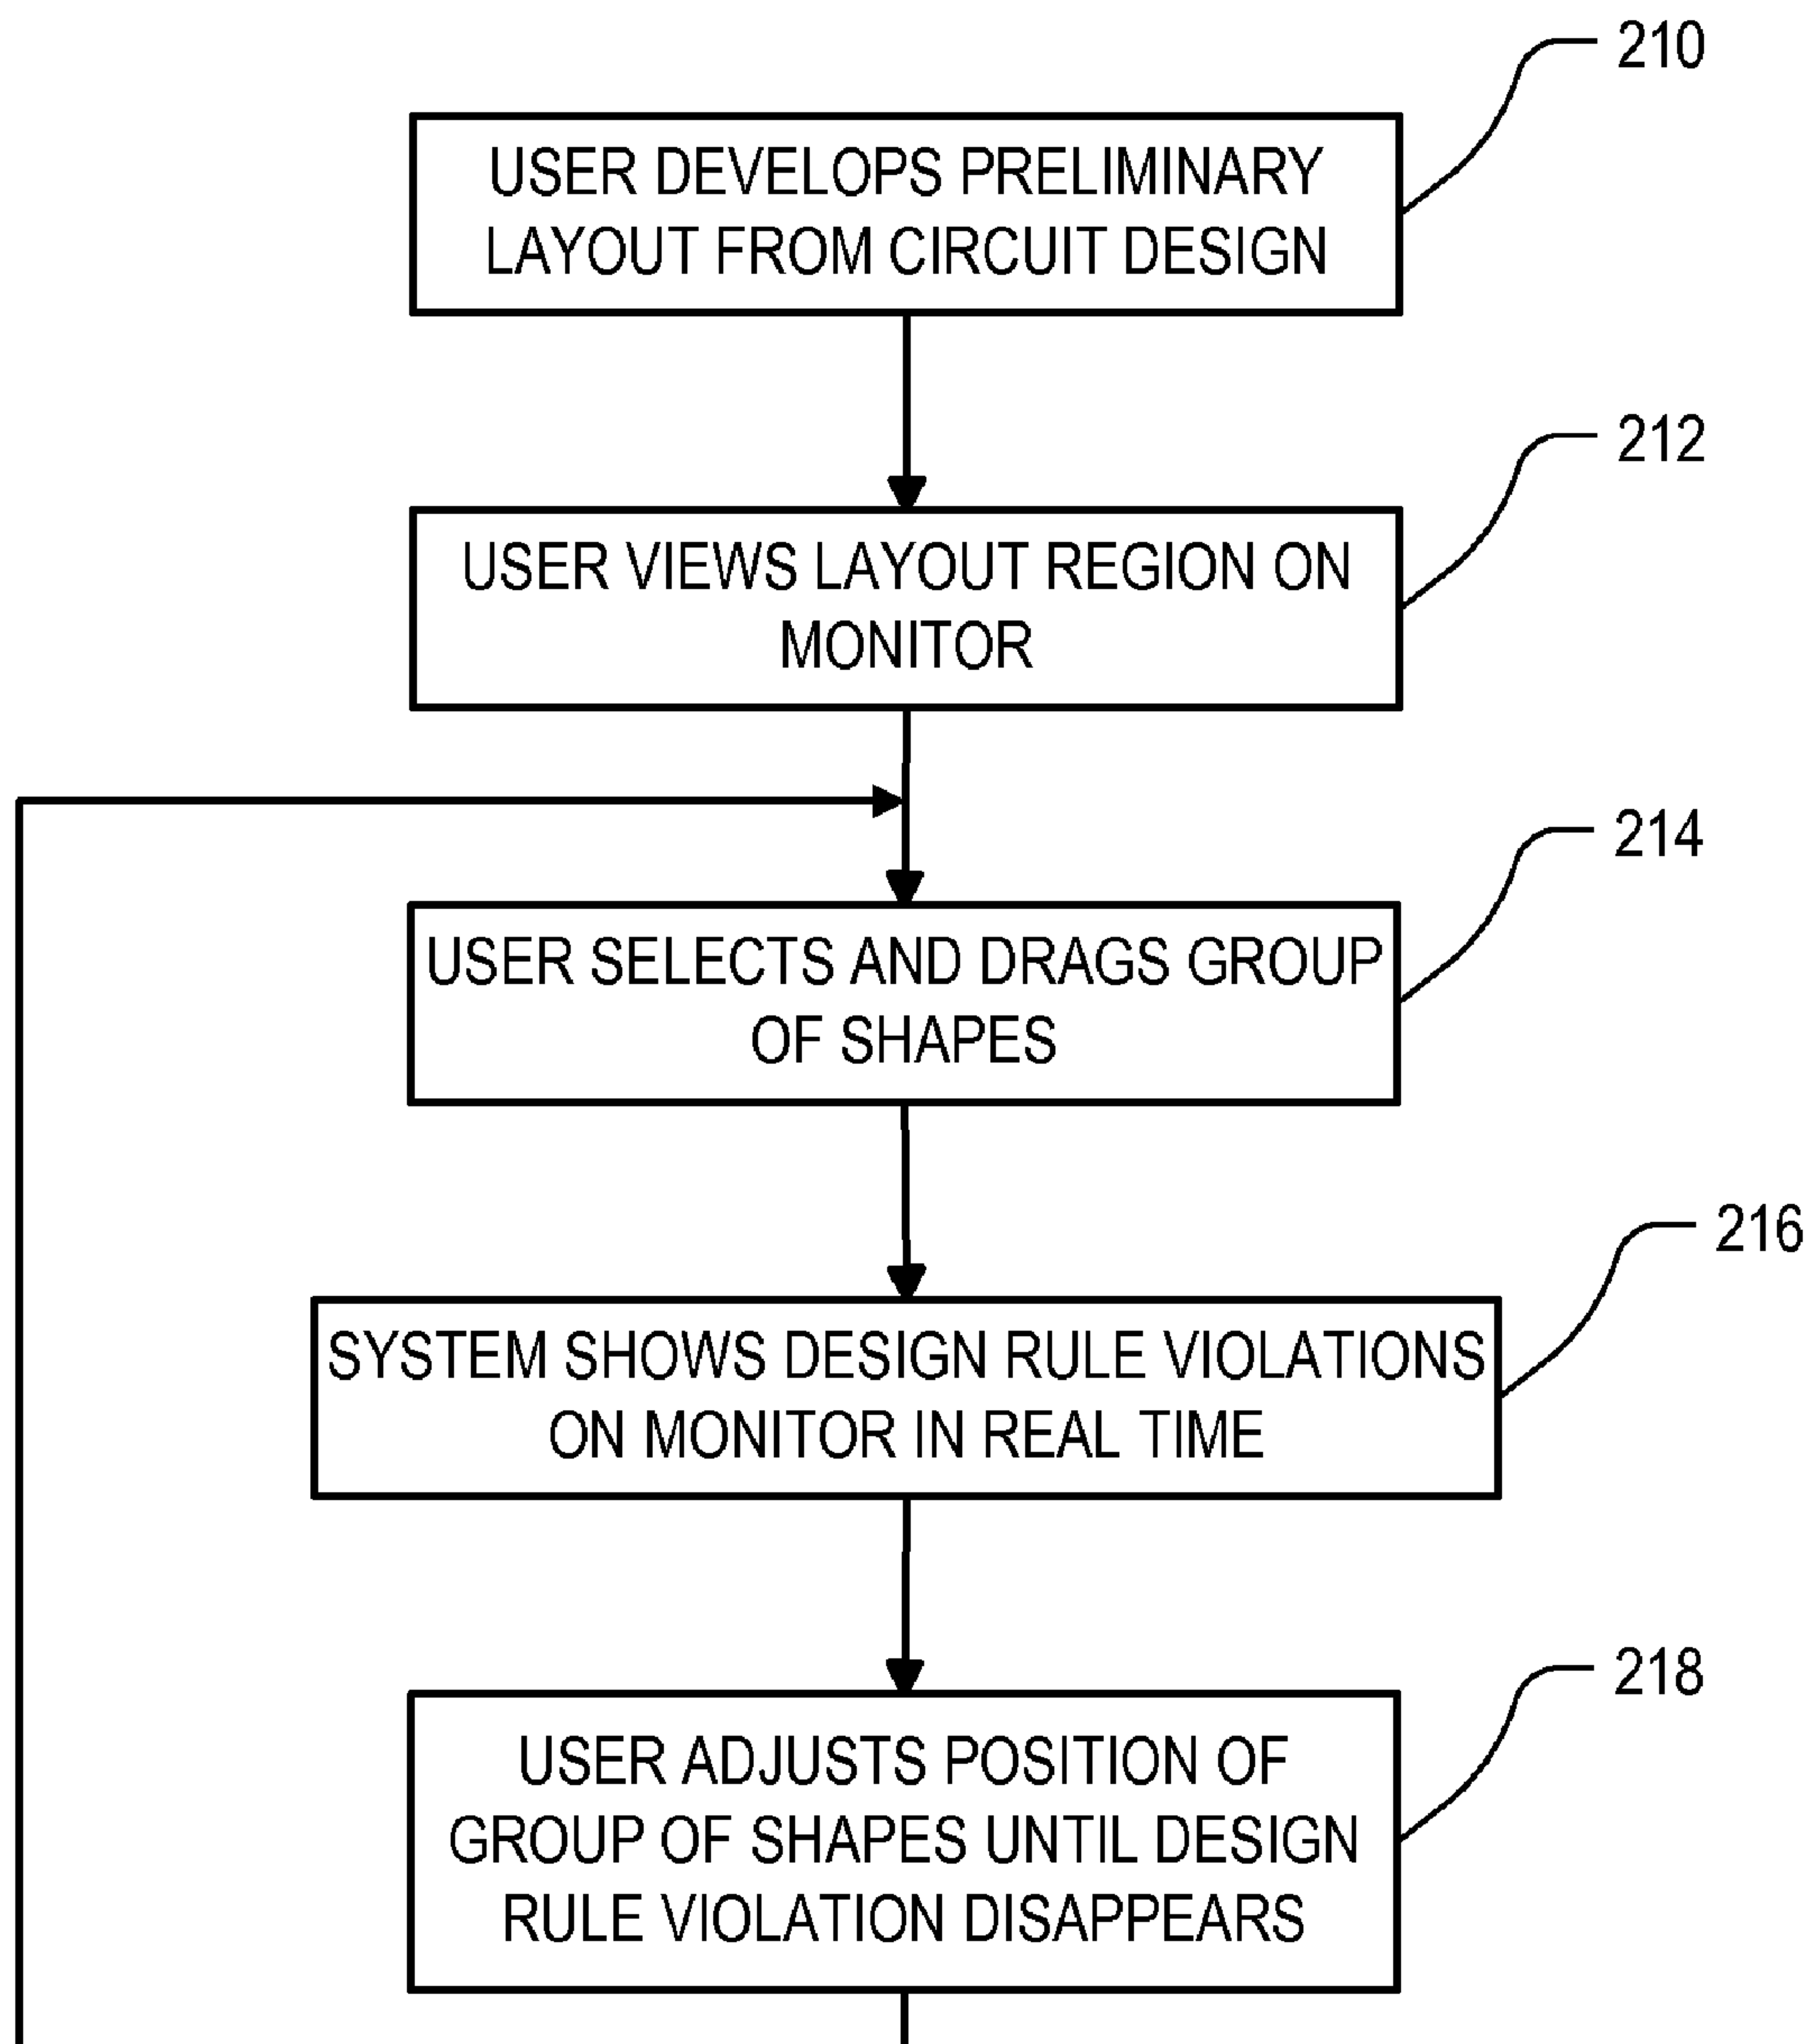 210
USER DEVELOPS PRELIMINARY
LAYOUT FROM CIRCUIT DESIGN
212
USER VIEWS LAYOUT REGION ON
MONITOR
214
USER SELECTS AND DRAGS GROUP
OF SHAPES
216
SYSTEM SHOWS DESIGN RULE VIOLATIONS
ON MONITOR IN REAL TIME
218
USER ADJUSTS POSITION OF
GROUP OF SHAPES UNTIL DESIGN
RULE VIOLATION DISAPPEARS